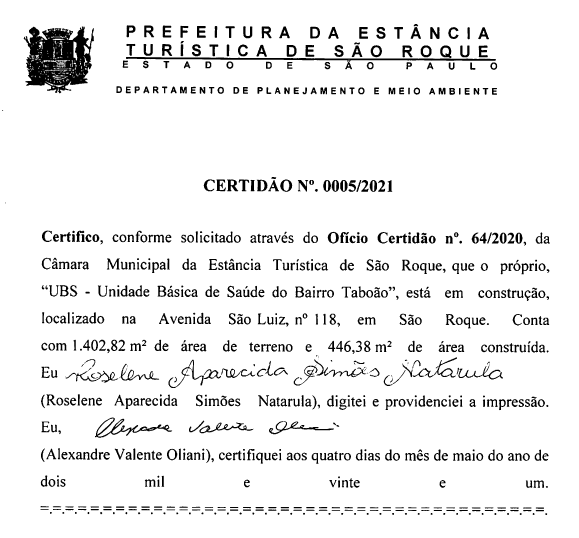 PREFEITURA DA ESTÂNCIA
TURÍSTICA DE SÃO ROQUE
ESTADO DE SÃO PAULO
DEPARTAMENTO DE PLANEJAMENTO E MEIO AMBIENTE
CERTIDÃO Nº. 0005/2021
Certifico, conforme solicitado através do Ofício Certidão nº. 64/2020, da
Câmara Municipal da Estância Turística de São Roque, que o próprio,
“UBS - Unidade Básica de Saúde do Bairro Taboão”, está em construção,
localizado na Avenida São Luiz, nº 118, em São Roque. Conta
com 1.402,82 m² de área de terreno e 446,38 m² de área construída.
Eu Roselene Aparecida Simões Natarula
(Roselene Aparecida Simões Natarula), digitei e providenciei a impressão.
Eu, Alexandre Valente Oliani
(Alexandre Valente Oliani), certifiquei aos quatro dias do mês de maio do ano de
dois mil e vinte e um.
=.=.=.=.=.=.=.=.=.=.=.=.=.=.=.=.=.=.=.=.=.=.=.=.=.=.=.=.=.=.=.=.=.=.=.